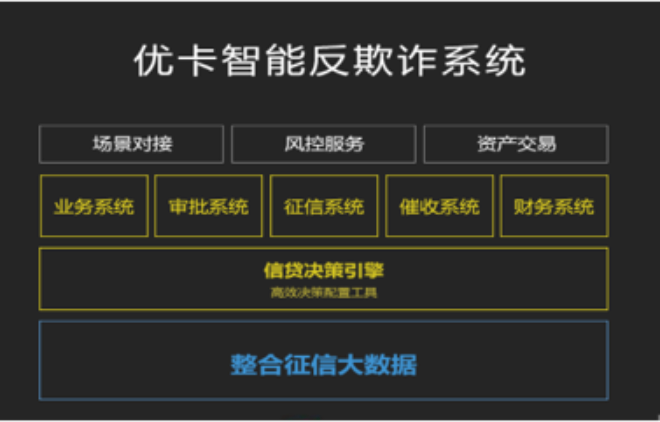 优卡智能反欺诈系统
场景对接 风控服务 资产交易
业务系统 审批系统 征信系统 催收系统 财务系统
信贷决策引擎
高效决策配置工具
整合征信大数据